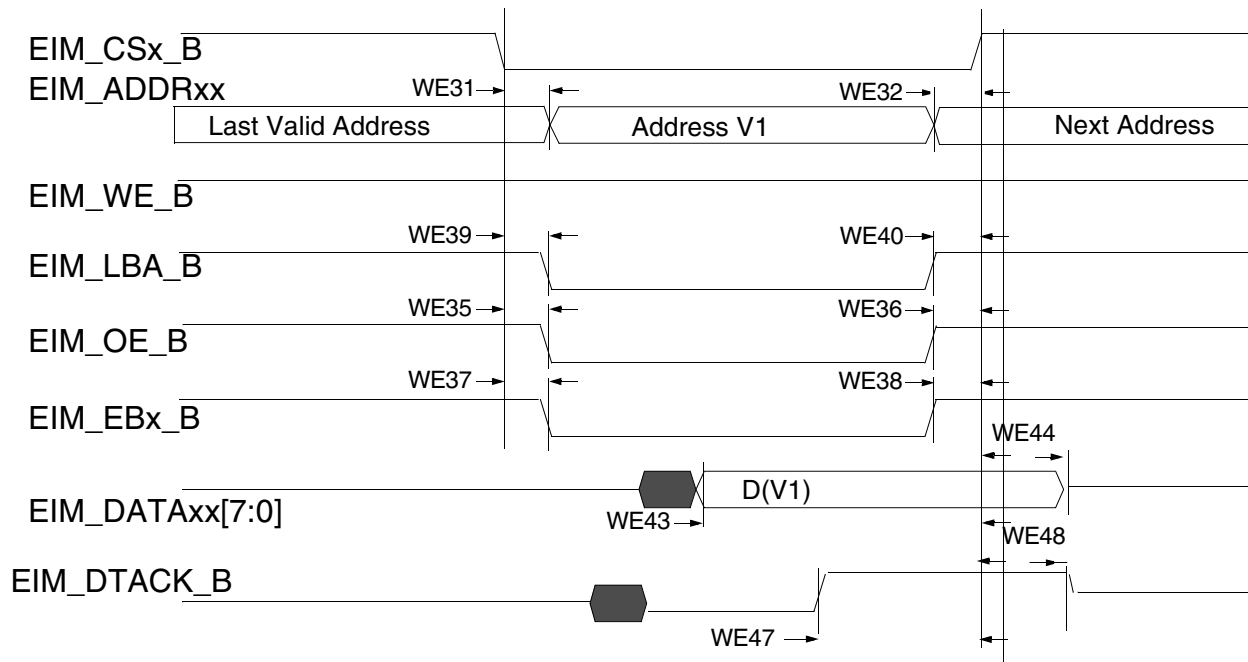 EIM_CSx_B
EIM_ADDRxx
WE31
WE32
Last Valid Address
Address V1
Next Address
EIM_WE_B
WE39
WE40
EIM_LBA_B
WE35
WE36
EIM_OE_B
WE37
WE38
EIM_EBx_B
WE44
D(V1)
EIM_DATAxx[7:0]
WE43
WE48
EIM_DTACK_B
WE47